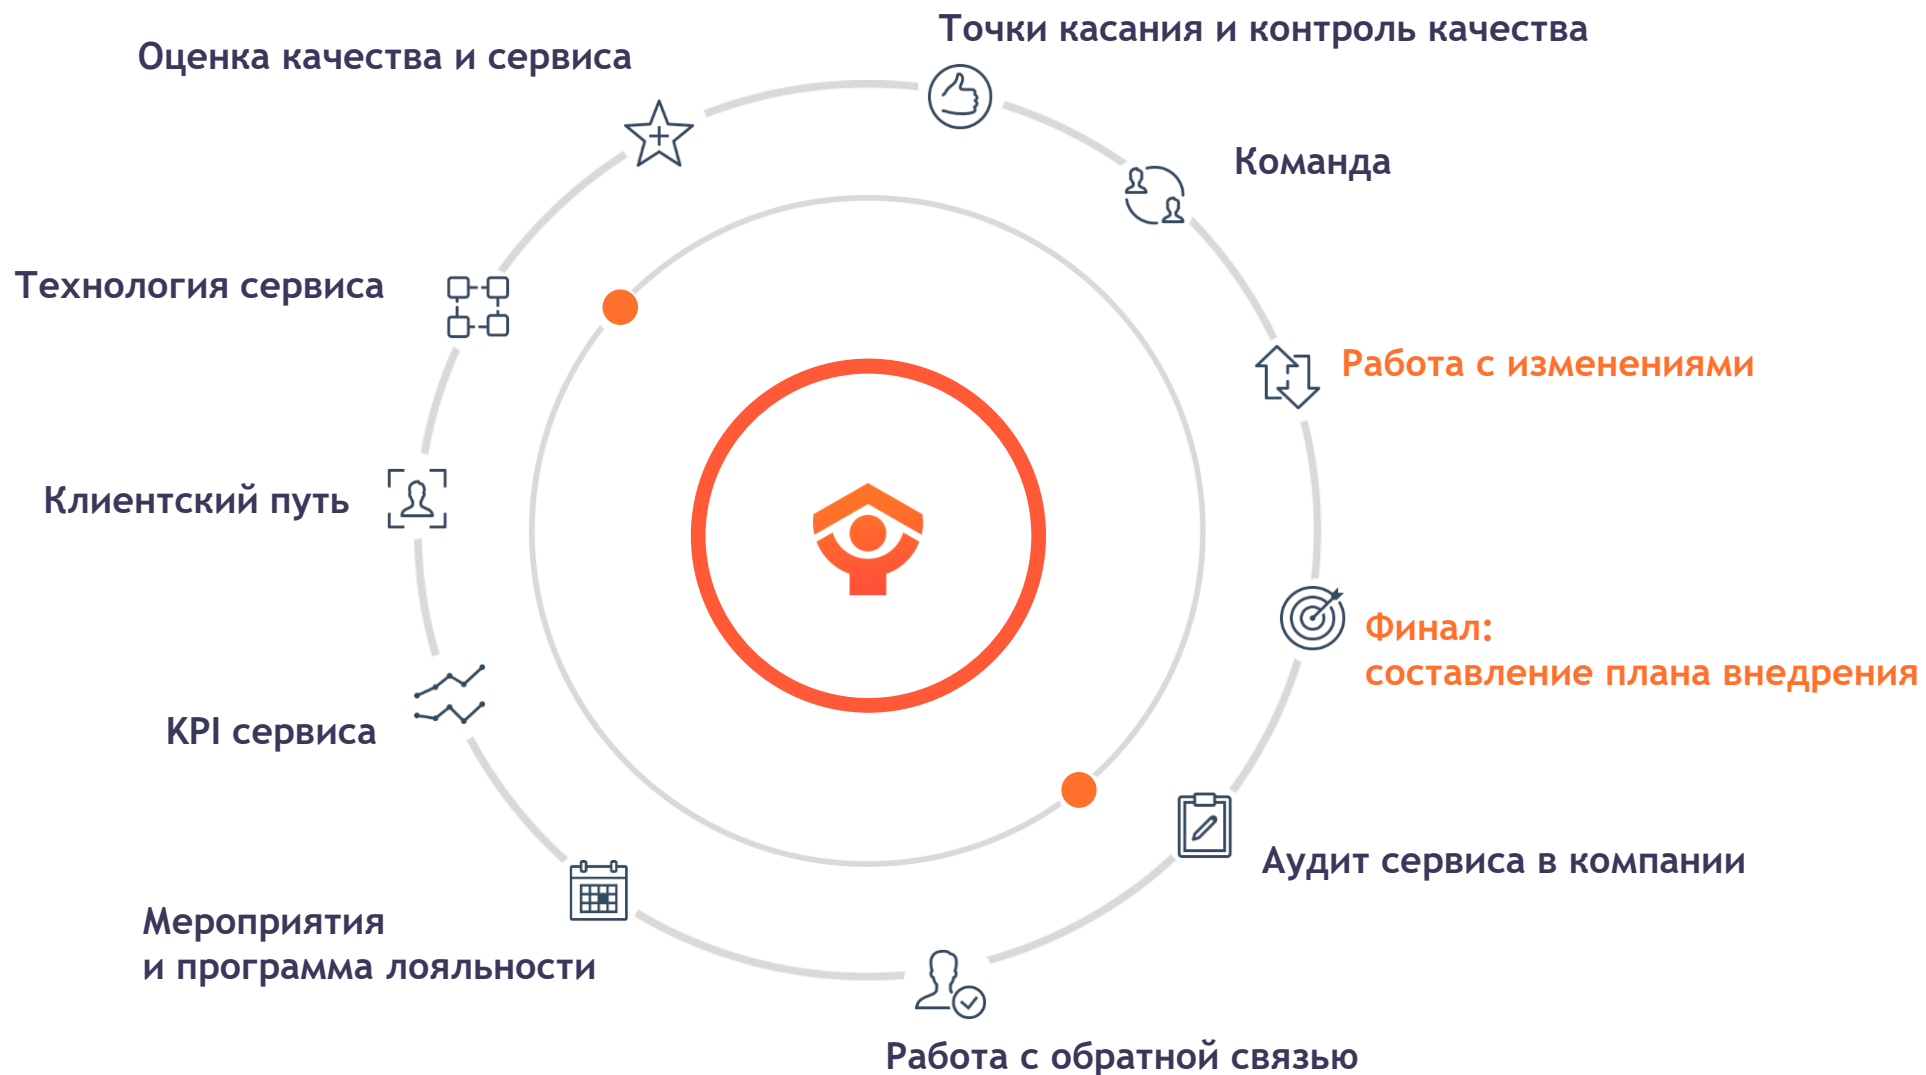 Точки касания и контроль качества
Оценка качества и сервиса
Команда
Технология сервиса
Работа с изменениями
Клиентский путь
Финал:
составление плана внедрения
KPI сервиса
Аудит сервиса в компании
Мероприятия
и программа лояльности
Работа с обратной связью